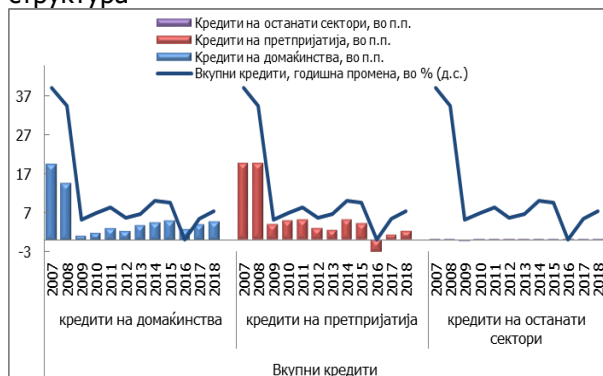 структура
Кредити на останати сектори, во п.п.
Кредити на претпријатија, во п.п.
Кредити на домаќинства, во п.п.
Вкупни кредити, годишна промена, во % (д.с.)
37
27
17
7
-3
2007 2008 2009 2010 2011 2012 2013 2014 2015 2016 2017 2018 2007 2008 2009 2010 2011 2012 2013 2014 2015 2016 2017 2018 2007 2008 2009 2010 2011 2012 2013 2014 2015 2016 2017 2018
кредити на домаќинства кредити на претпријатија кредити на останати
сектори
Вкупни кредити